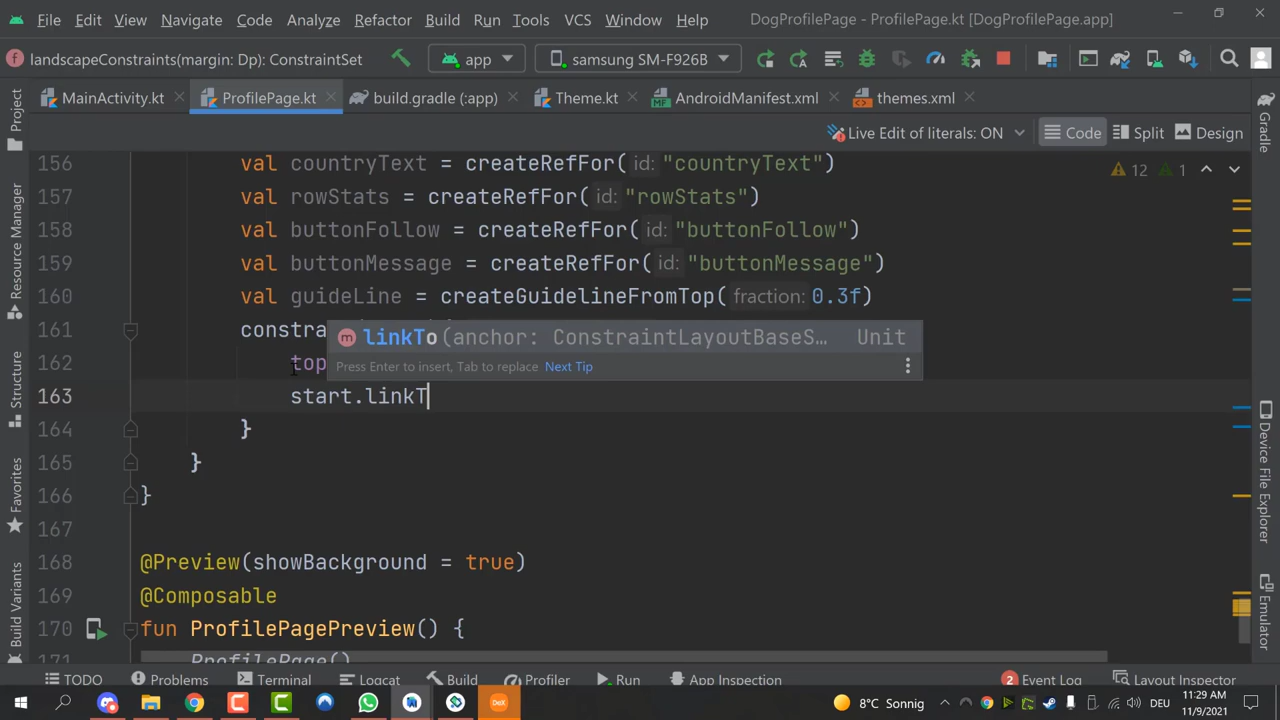 File Edit View Navigate Code Analyze Refactor Build Run Tools VCS Window Help DogProfilePage - ProfilePage.kt [DogProfilePage.app]
landscapeConstraints(margin: Dp): ConstraintSet app samsung SM-F926B
MainActivity.kt ProfilePage.kt build.gradle (:app) Theme.kt AndroidManifest.xml themes.xml
Live Edit of literals: ON Code Split Design
156 val countryText = createRefFor( id: "countryText")
12 1
157 val rowStats = createRefFor( id: "rowStats")
158 val buttonFollow = createRefFor( id: "buttonFollow")
159 val buttonMessage = createRefFor( id: "buttonMessage")
160 val guideLine = createGuidelineFromTop( fraction: 0.3f)
161 constra
linkTo(anchor: ConstraintLayoutBaseS… Unit
162 top
Press Enter to insert, Tab to replace Next Tip
163 start.linkT
164 }
165 }
166 }
167
168 @Preview(showBackground = true)
169 @Composable
170 fun ProfilePagePreview() {
171 ProfilePage()
Project
Resource Manager
Structure
Favorites
Build Variants
Gradle
Device File Explorer
Emulator
TODO Problems Terminal Logcat Build Profiler Run App Inspection 2 Event Log Layout Inspector
DeX 8°C Sonnig DEU 11:29 AM
11/9/2021